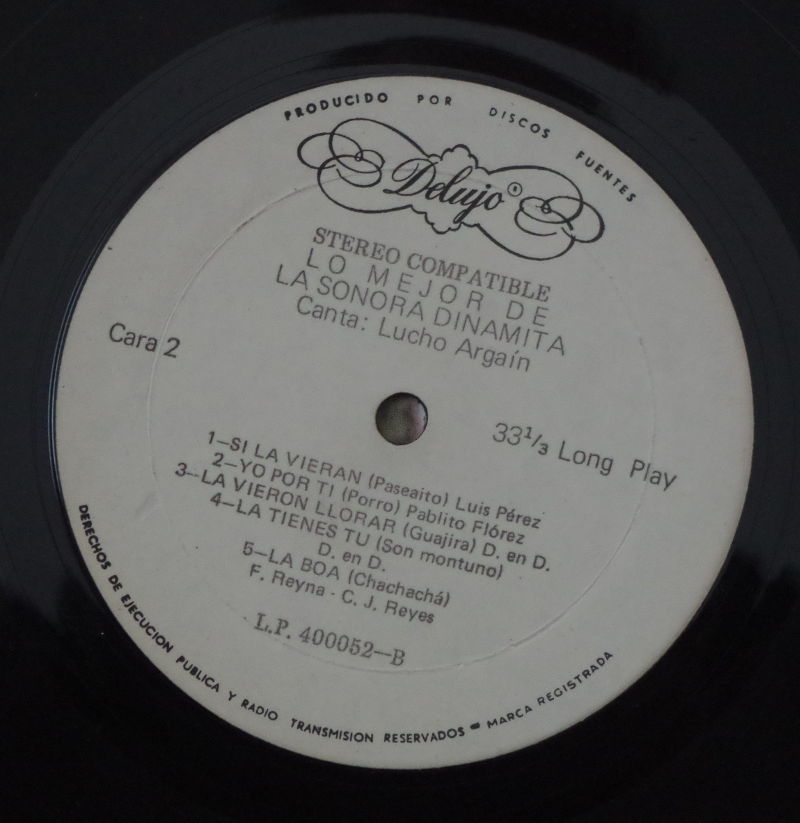 PRODUCIDO POR DISCOS FUENTES
Delujo ®
STEREO COMPATIBLE
LO MEJOR DE
LA SONORA DINAMITA
Canta: Lucho Argaín
Cara 2
33 1/3 Long Play
1—SI LA VIERAN (Paseaito) Luis Pérez
2—YO POR TI (Porro) Pablito Flórez
3—LA VIERON LLORAR (Guajira) D. en D.
4—LA TIENES TU (Son montuno)
D. en D.
5—LA BOA (Chachachá)
F. Reyna - C. J. Reyes
L.P. 400052—B
DERECHOS DE EJECUCION PUBLICA Y RADIO TRANSMISION RESERVADOS — MARCA REGISTRADA